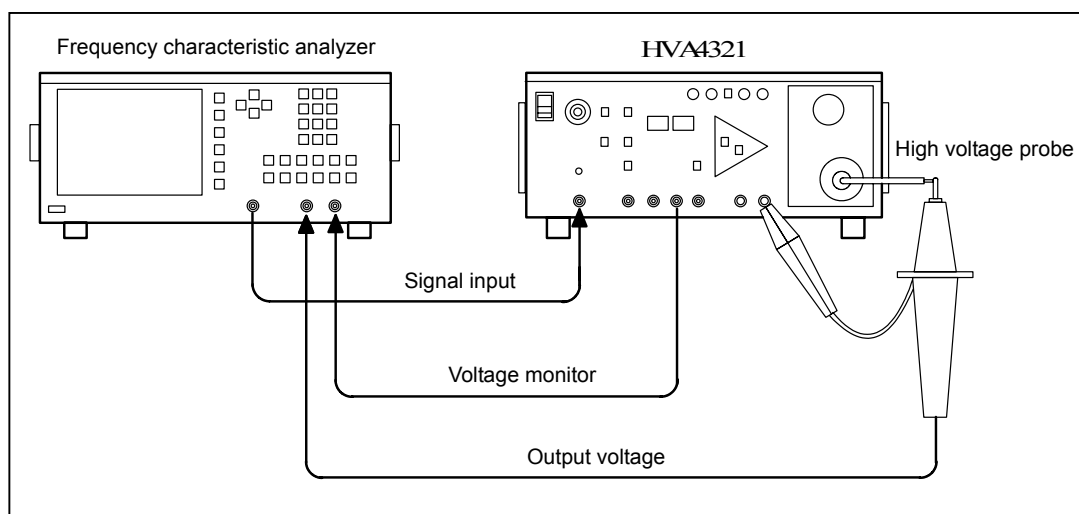 Frequency characteristic analyzer
HVA4321
High voltage probe
Signal input
Voltage monitor
Output voltage